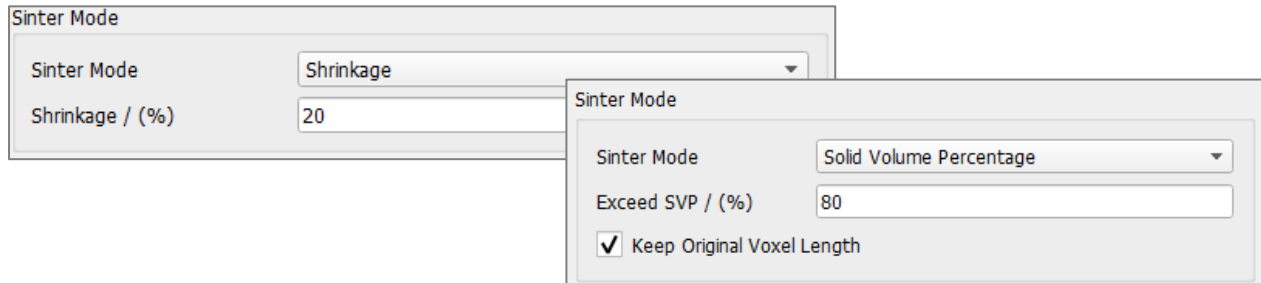 Sinter Mode
Sinter Mode Shrinkage
Shrinkage / (%) 20
Sinter Mode
Sinter Mode Solid Volume Percentage
Exceed SVP / (%) 80
Keep Original Voxel Length